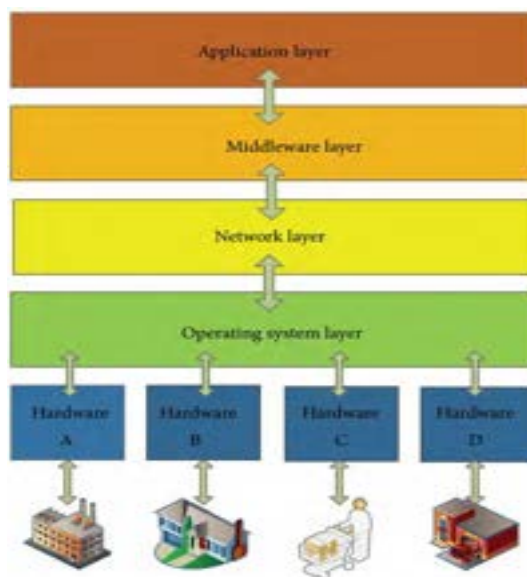 Application layer
Middleware layer
Network layer
Operating system layer
Hardware
A
Hardware
B
Hardware
C
Hardware
D